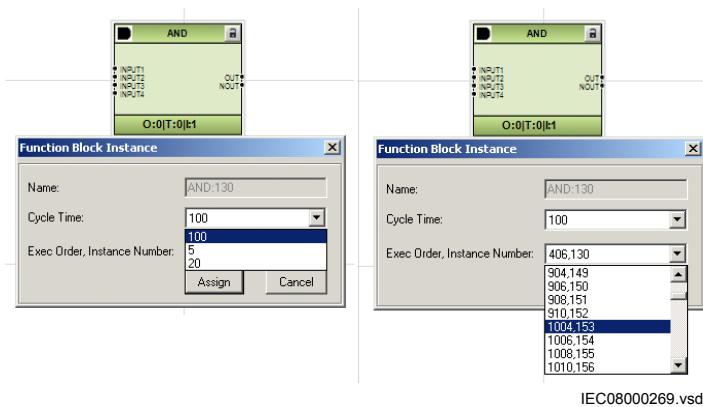 AND
INPUT1
INPUT2
INPUT3
INPUT4
OUT
NOUT
O:0|T:0|I:1
Function Block Instance
Name:
AND:130
Cycle Time:
100
100
5
20
Exec Order, Instance Number:
Assign
Cancel
AND
INPUT1
INPUT2
INPUT3
INPUT4
OUT
NOUT
O:0|T:0|I:1
Function Block Instance
Name:
AND:130
Cycle Time:
100
Exec Order, Instance Number:
406,130
904,149
906,150
908,151
910,152
1004,153
1006,154
1008,155
1010,156
IEC08000269.vsd